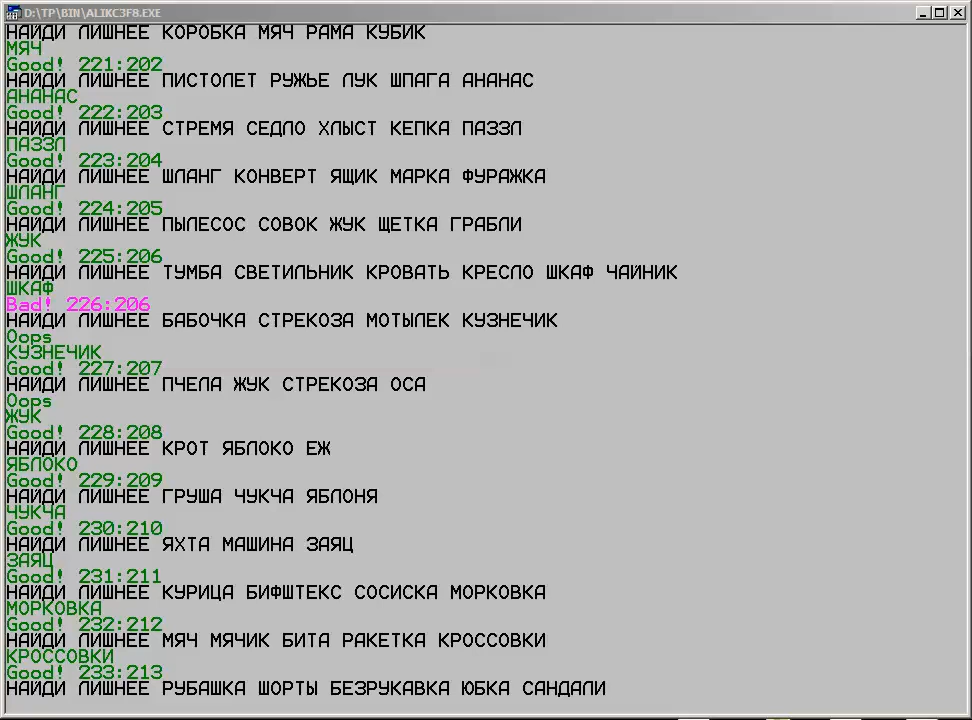 D:\TP\BIN\ALIKC3F8.EXE
НАЙДИ ЛИШНЕЕ КОРОБКА МЯЧ РАМА КУБИК
МЯЧ
Good! 221:202
НАЙДИ ЛИШНЕЕ ПИСТОЛЕТ РУЖЬЕ ЛУК ШПАГА АНАНАС
АНАНАС
Good! 222:203
НАЙДИ ЛИШНЕЕ СТРЕМЯ СЕДЛО ХЛЫСТ КЕПКА ПАЗЗЛ
ПАЗЗЛ
Good! 223:204
НАЙДИ ЛИШНЕЕ ШЛАНГ КОНВЕРТ ЯЩИК МАРКА ФУРАЖКА
ШЛАНГ
Good! 224:205
НАЙДИ ЛИШНЕЕ ПЫЛЕСОС СОВОК ЖУК ЩЕТКА ГРАБЛИ
ЖУК
Good! 225:206
НАЙДИ ЛИШНЕЕ ТУМБА СВЕТИЛЬНИК КРОВАТЬ КРЕСЛО ШКАФ ЧАЙНИК
ШКАФ
Bad! 226:206
НАЙДИ ЛИШНЕЕ БАБОЧКА СТРЕКОЗА МОТЫЛЕК КУЗНЕЧИК
Oops
КУЗНЕЧИК
Good! 227:207
НАЙДИ ЛИШНЕЕ ПЧЕЛА ЖУК СТРЕКОЗА ОСА
Oops
ЖУК
Good! 228:208
НАЙДИ ЛИШНЕЕ КРОТ ЯБЛОКО ЕЖ
ЯБЛОКО
Good! 229:209
НАЙДИ ЛИШНЕЕ ГРУША ЧУКЧА ЯБЛОНЯ
ЧУКЧА
Good! 230:210
НАЙДИ ЛИШНЕЕ ЯХТА МАШИНА ЗАЯЦ
ЗАЯЦ
Good! 231:211
НАЙДИ ЛИШНЕЕ КУРИЦА БИФШТЕКС СОСИСКА МОРКОВКА
МОРКОВКА
Good! 232:212
НАЙДИ ЛИШНЕЕ МЯЧ МЯЧИК БИТА РАКЕТКА КРОССОВКИ
КРОССОВКИ
Good! 233:213
НАЙДИ ЛИШНЕЕ РУБАШКА ШОРТЫ БЕЗРУКАВКА ЮБКА САНДАЛИ